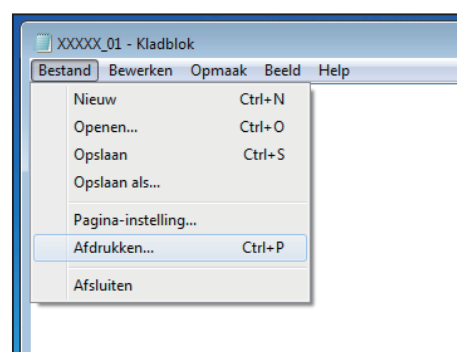 XXXXX_01 - Kladblok
Bestand Bewerken Opmaak Beeld Help
Nieuw Ctrl+N
Openen... Ctrl+O
Opslaan Ctrl+S
Opslaan als...
Pagina-instelling...
Afdrukken... Ctrl+P
Afsluiten